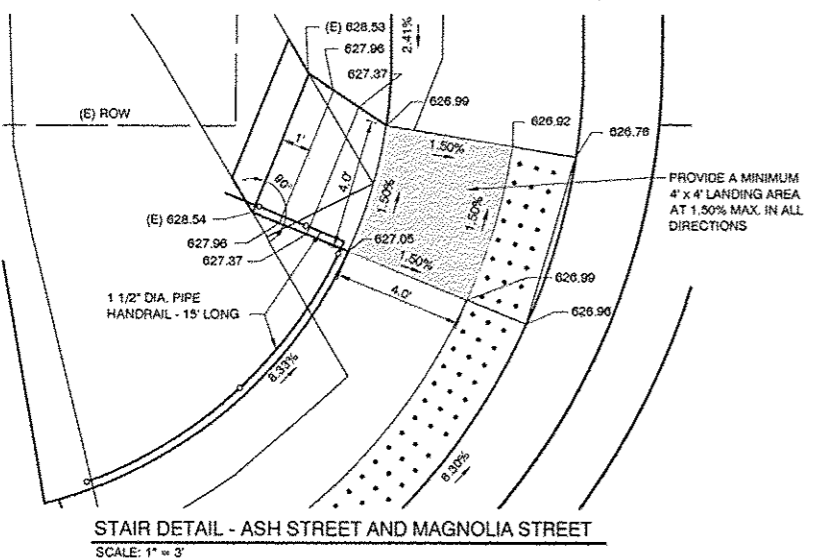 (E) 628.53
627.96
627.37
2.41%
626.99
(E) ROW
626.92
626.76
1'
1.50%
90°
4.0'
1.50%
1.50%
PROVIDE A MINIMUM
4' x 4' LANDING AREA
AT 1.50% MAX. IN ALL
DIRECTIONS
(E) 628.54
627.96
627.37
627.05
1.50%
626.99
4.0'
626.96
1 1/2" DIA. PIPE
HANDRAIL - 15' LONG
8.33%
8.30%
STAIR DETAIL - ASH STREET AND MAGNOLIA STREET
SCALE: 1" = 3'